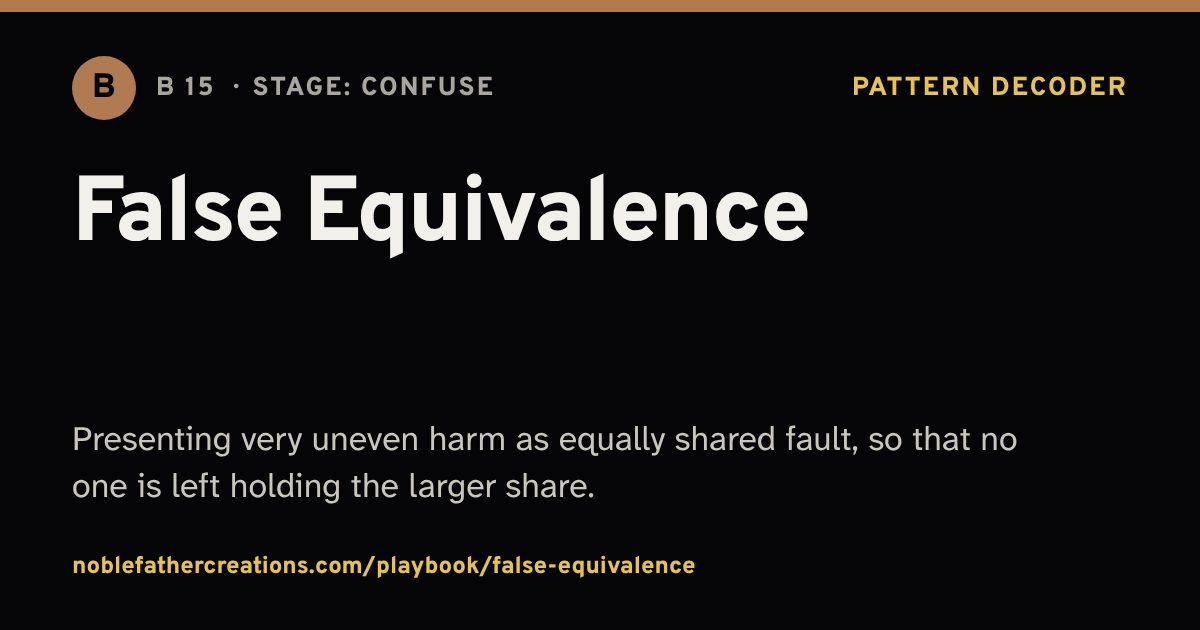 B
B 15 · STAGE: CONFUSE
PATTERN DECODER
False Equivalence
Presenting very uneven harm as equally shared fault, so that no
one is left holding the larger share.
noblefathercreations.com/playbook/false-equivalence